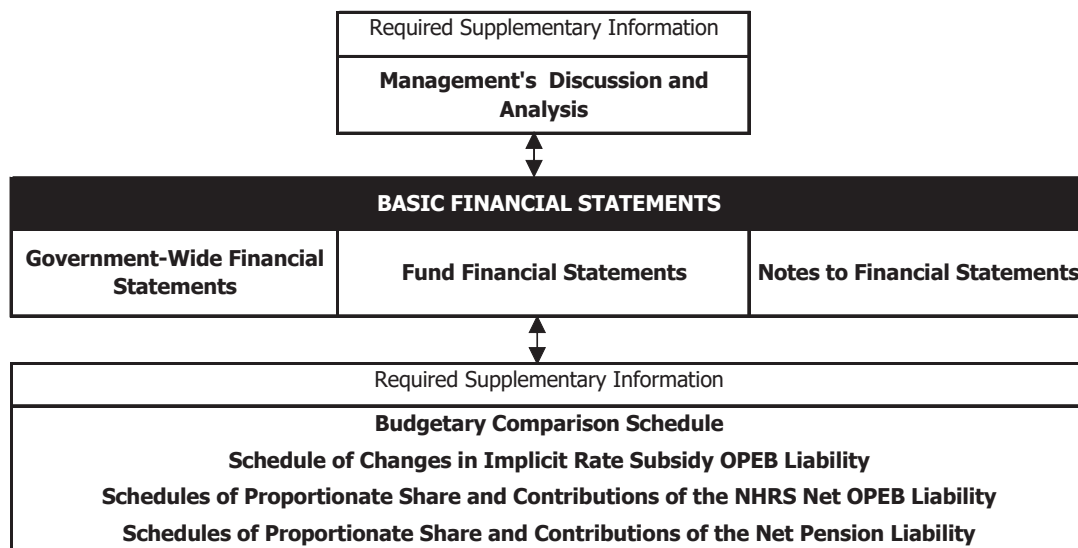 Required Supplementary Information
Management's Discussion and
Analysis
BASIC FINANCIAL STATEMENTS
Government-Wide Financial
Statements
Fund Financial Statements
Notes to Financial Statements
Required Supplementary Information
Budgetary Comparison Schedule
Schedule of Changes in Implicit Rate Subsidy OPEB Liability
Schedules of Proportionate Share and Contributions of the NHRS Net OPEB Liability
Schedules of Proportionate Share and Contributions of the Net Pension Liability